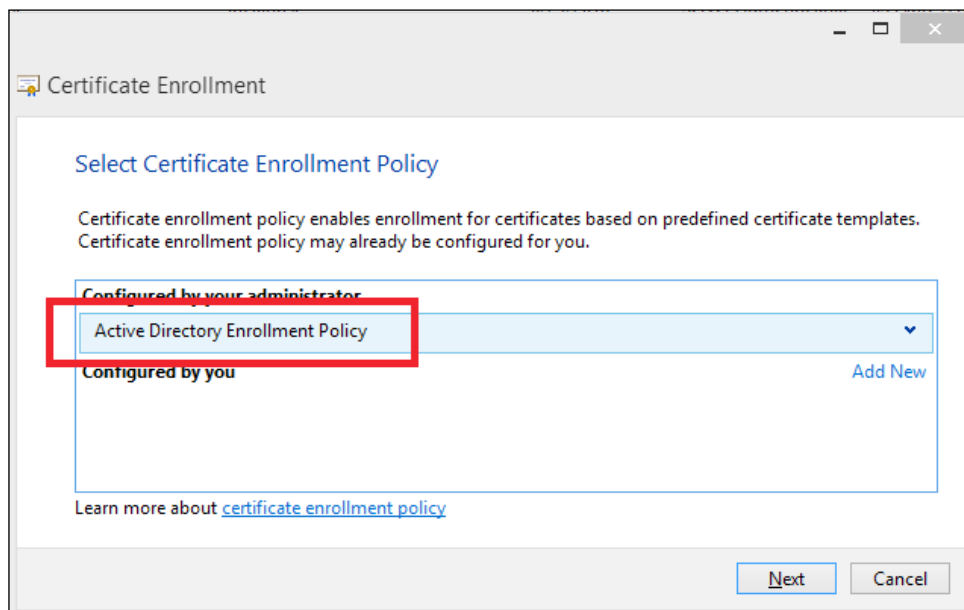 Certificate Enrollment
Select Certificate Enrollment Policy
Certificate enrollment policy enables enrollment for certificates based on predefined certificate templates.
Certificate enrollment policy may already be configured for you.
Configured by your administrator
Active Directory Enrollment Policy
Configured by you Add New
Learn more about certificate enrollment policy
Next Cancel